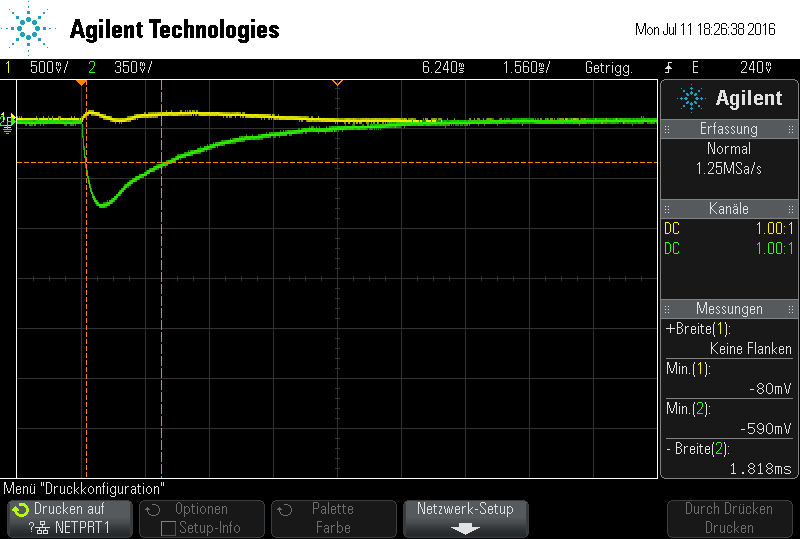 Agilent Technologies
Mon Jul 11 18:26:38 2016
1 500mV/ 2 350mV/ 6.240ms 1.560ms/ Getrigg. E 240mV
Agilent
Erfassung
Normal
1.25MSa/s
Kanäle
DC 1.00:1
DC 1.00:1
Messungen
+Breite(1):
Keine Flanken
Min.(1):
-80mV
Min.(2):
-590mV
- Breite(2):
1.818ms
Menü "Druckkonfiguration"
Drucken auf
NETPRT1
Optionen
Setup-Info
Palette
Farbe
Netzwerk-Setup
Durch Drücken
Drucken